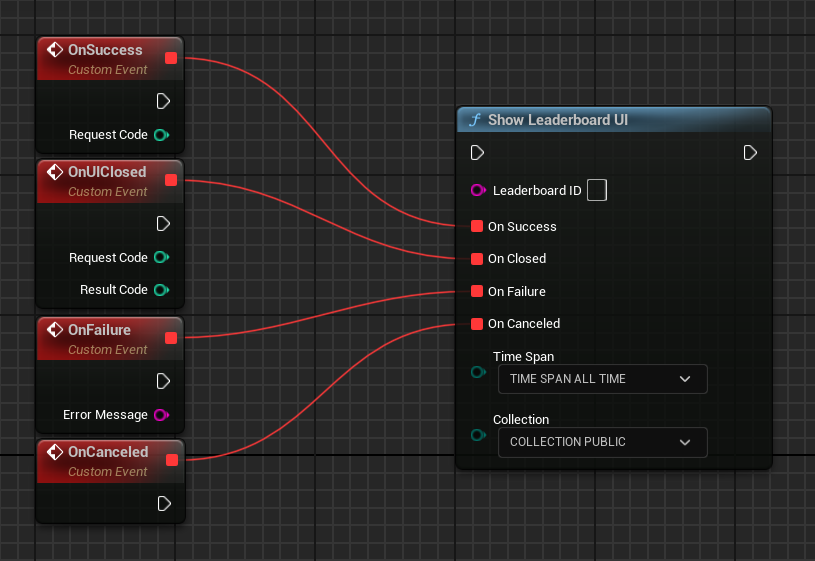 OnSuccess
Custom Event
Request Code
OnUIClosed
Custom Event
Request Code
Result Code
OnFailure
Custom Event
Error Message
OnCanceled
Custom Event
Show Leaderboard UI
Leaderboard ID
On Success
On Closed
On Failure
On Canceled
Time Span
TIME SPAN ALL TIME
Collection
COLLECTION PUBLIC